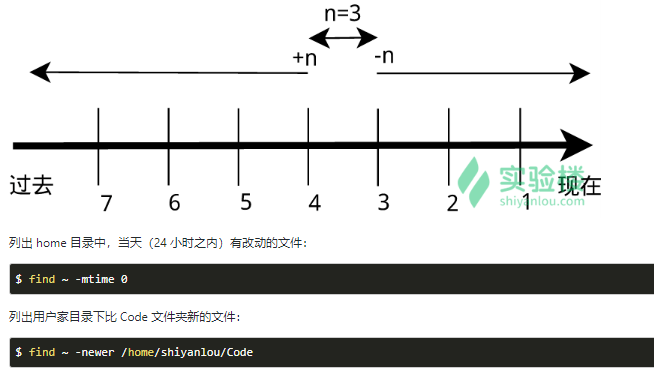 n=3
+n
-n
过去
7
6
5
4
3
2
1
现在
实验楼
shiyanlou.com
列出 home 目录中，当天（24 小时之内）有改动的文件：
$ find ~ -mtime 0
列出用户家目录下比 Code 文件夹新的文件：
$ find ~ -newer /home/shiyanlou/Code